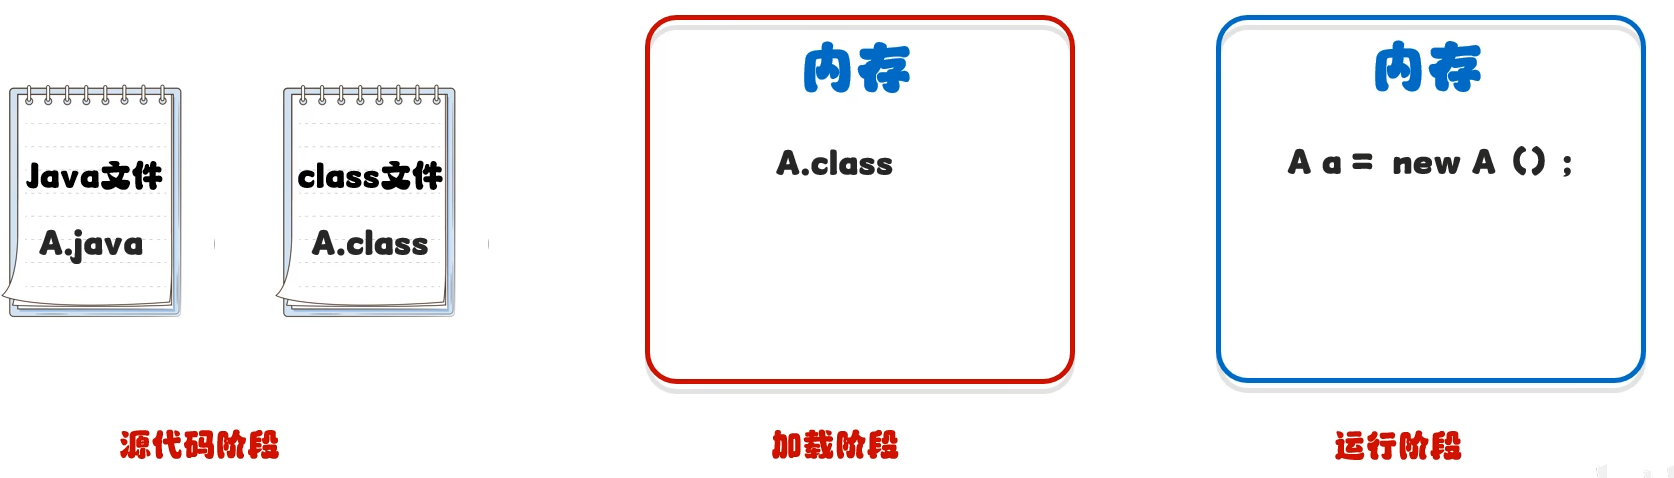 Java文件
A.java
class文件
A.class
源代码阶段
内存
A.class
加载阶段
内存
A a = new A（）；
运行阶段